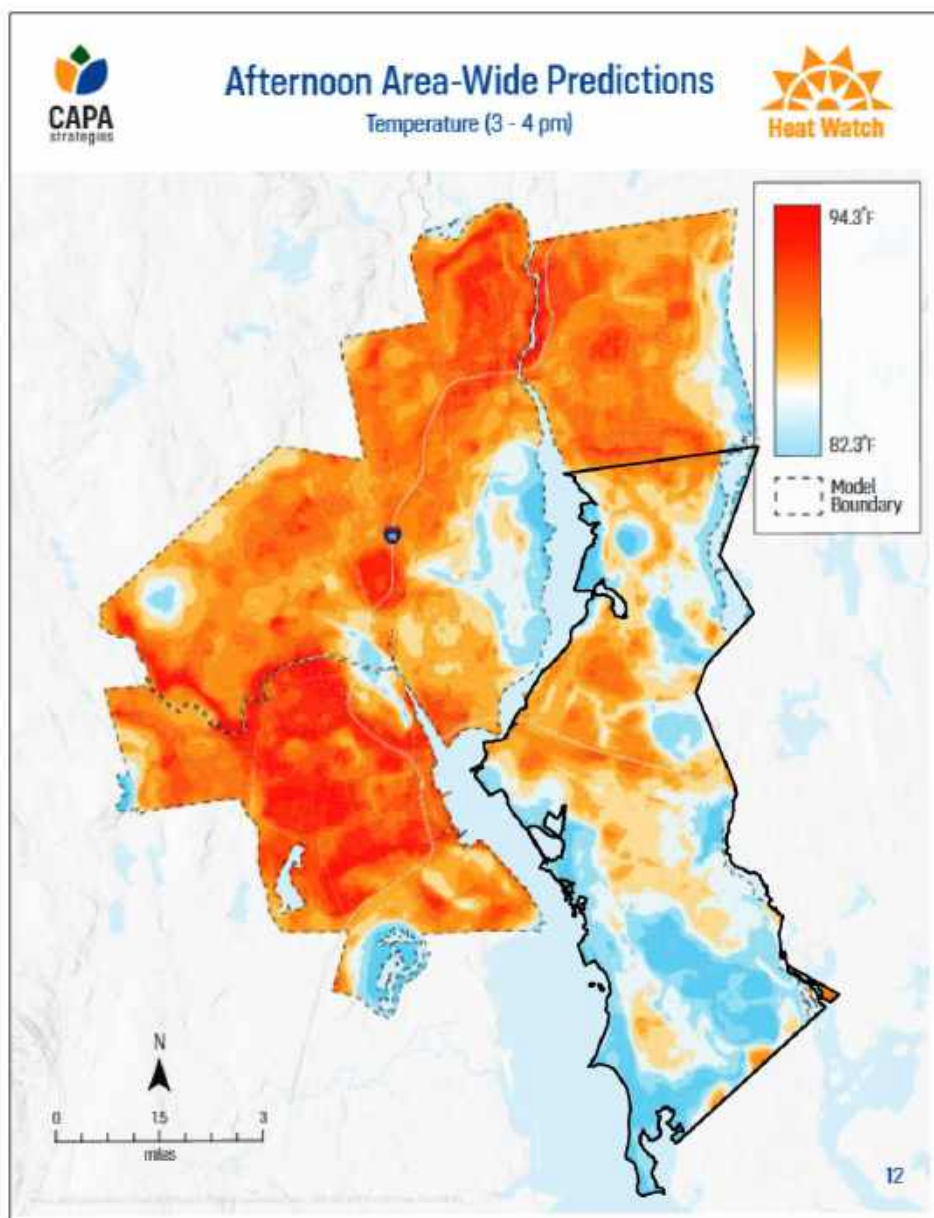 CAPA
strategies
Afternoon Area-Wide Predictions
Temperature (3 - 4 pm)
Heat Watch
94.3°F
82.3°F
Model
Boundary
N
0 1.5 3
miles
12